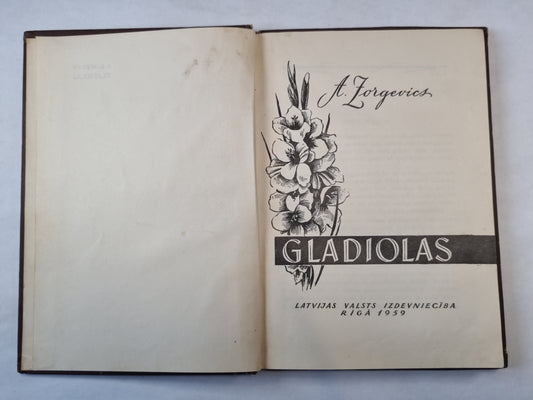 A. Zorgevics
GLADIOLAS
LATVIJAS VALSTS IZDEVNIECĪBA
RĪGĀ 1959